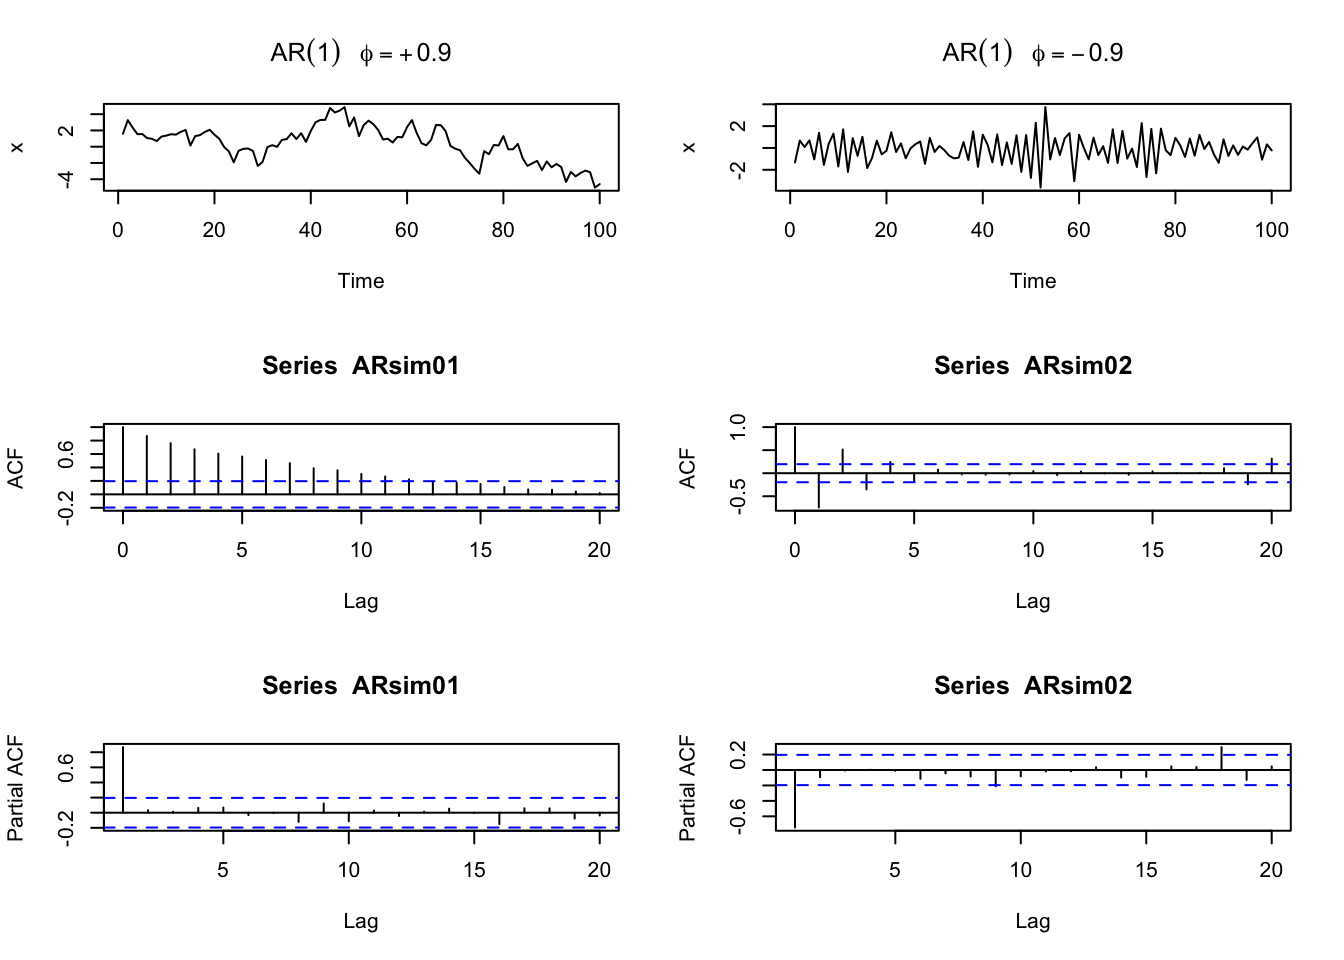 AR(1) ϕ = + 0.9
x
2
-4
0 20 40 60 80 100
Time
AR(1) ϕ = − 0.9
x
2
-2
0 20 40 60 80 100
Time
Series ARsim01
ACF
0.6
-0.2
0 5 10 15 20
Lag
Series ARsim02
ACF
1.0
-0.5
0 5 10 15 20
Lag
Series ARsim01
Partial ACF
0.6
-0.2
5 10 15 20
Lag
Series ARsim02
Partial ACF
0.2
-0.6
5 10 15 20
Lag